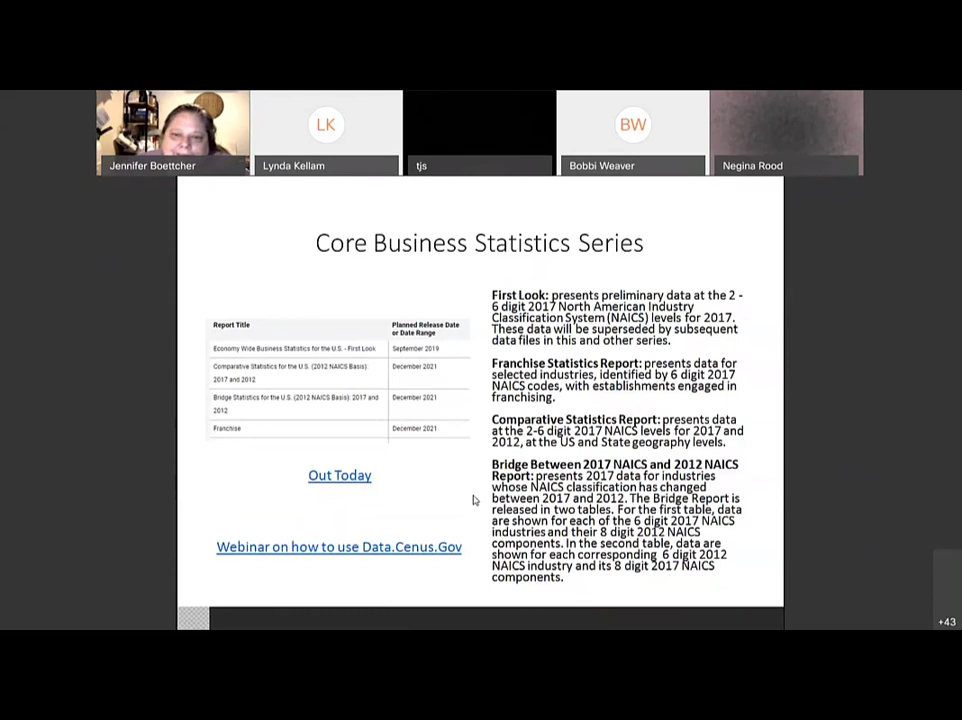 LK
BW
Jennifer Boettcher
Lynda Kellam
tjs
Bobbi Weaver
Negina Rood
Core Business Statistics Series
Report Title
Planned Release Date
or Date Range
Economy Wide Business Statistics for the U.S. - First Look
September 2019
Comparative Statistics for the U.S. (2012 NAICS Basis):
2017 and 2012
December 2021
Bridge Statistics for the U.S. (2012 NAICS Basis): 2017 and
2012
December 2021
Franchise
December 2021
Out Today
Webinar on how to use Data.Cenus.Gov
First Look: presents preliminary data at the 2 -
6 digit 2017 North American Industry
Classification System (NAICS) levels for 2017.
These data will be superseded by subsequent
data files in this and other series.
Franchise Statistics Report: presents data for
selected industries, identified by 6 digit 2017
NAICS codes, with establishments engaged in
franchising.
Comparative Statistics Report: presents data
at the 2-6 digit 2017 NAICS levels for 2017 and
2012, at the US and State geography levels.
Bridge Between 2017 NAICS and 2012 NAICS
Report: presents 2017 data for industries
whose NAICS classification has changed
between 2017 and 2012. The Bridge Report is
released in two tables. For the first table, data
are shown for each of the 6 digit 2017 NAICS
industries and their 8 digit 2012 NAICS
components. In the second table, data are
shown for each corresponding 6 digit 2012
NAICS industry and its 8 digit 2017 NAICS
components.
+43